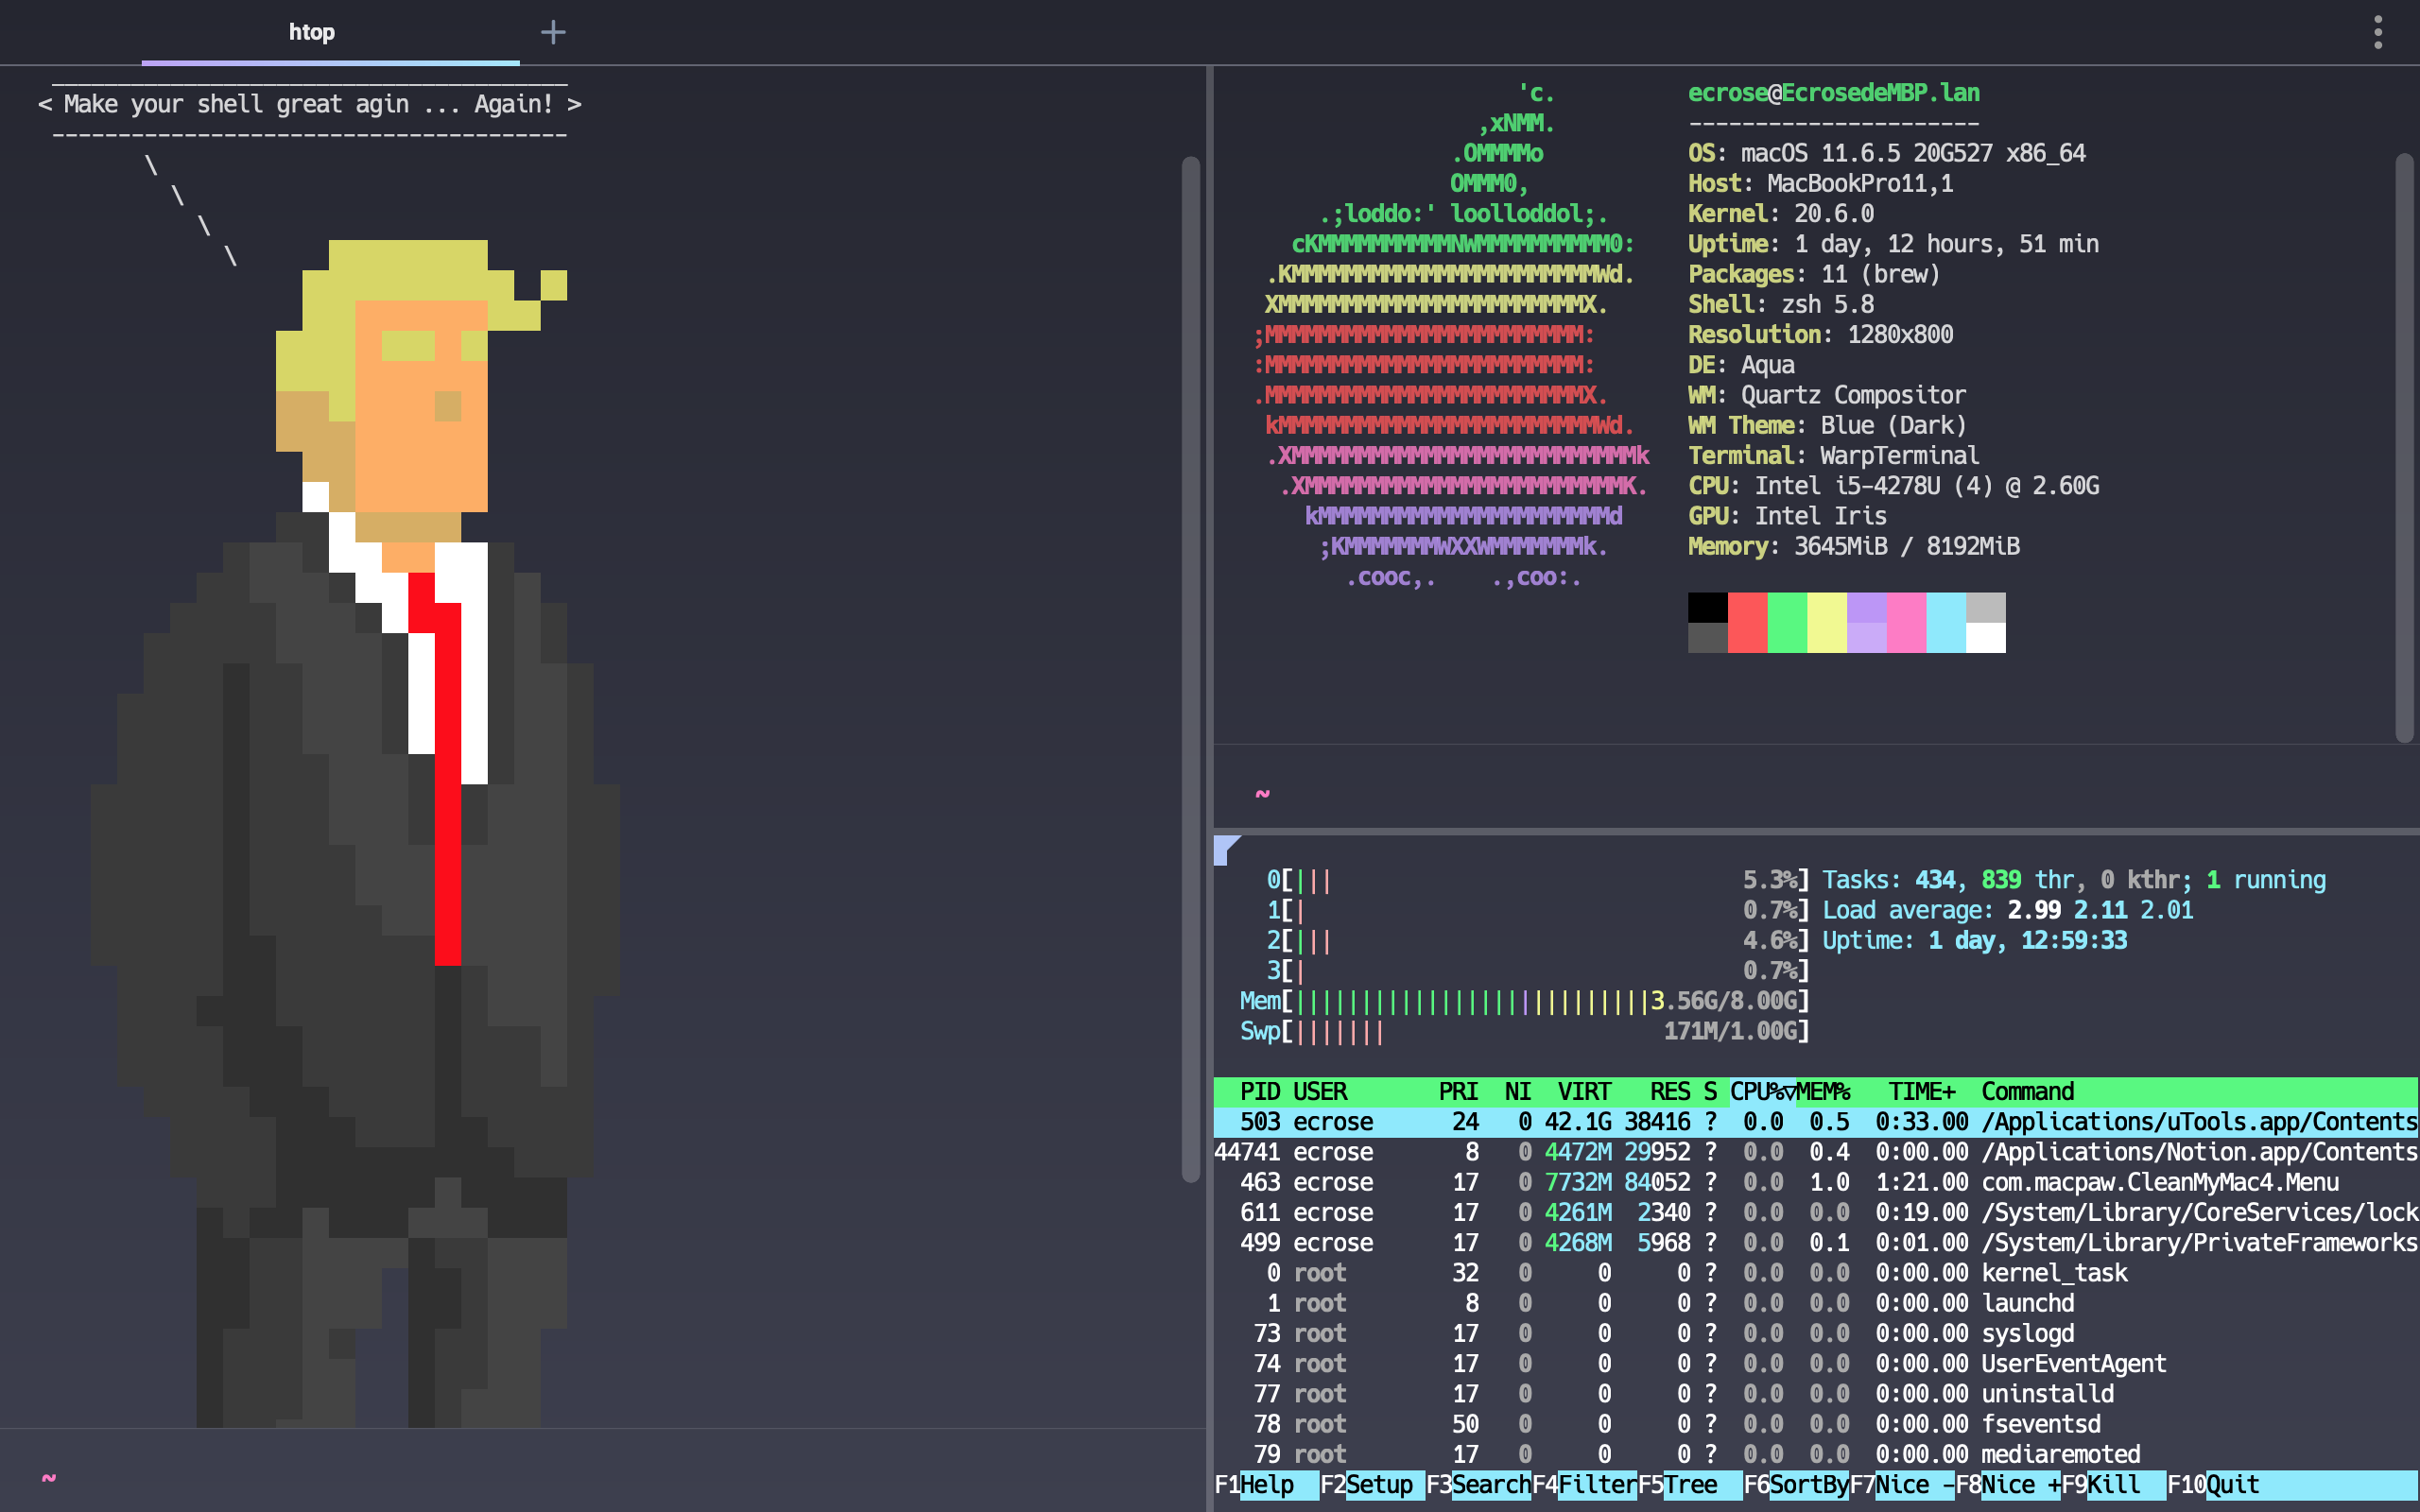 htop
< Make your shell great agin ... Again! >
\
\
\
\
'c.
,xNMM.
.OMMMMo
OMMM0,
.;loddo:' loolloddol;.
cKMMMMMMMMMMNWMMMMMMMMMM0:
.KMMMMMMMMMMMMMMMMMMMMMMMWd.
XMMMMMMMMMMMMMMMMMMMMMMMX.
;MMMMMMMMMMMMMMMMMMMMMMMM:
:MMMMMMMMMMMMMMMMMMMMMMMM:
.MMMMMMMMMMMMMMMMMMMMMMMMX.
kMMMMMMMMMMMMMMMMMMMMMMMMWd.
.XMMMMMMMMMMMMMMMMMMMMMMMMMMk
.XMMMMMMMMMMMMMMMMMMMMMMMMK.
kMMMMMMMMMMMMMMMMMMMMMMd
;KMMMMMMMWXXWMMMMMMMk.
.cooc,.    .,coo:.
ecrose@EcrosedeMBP.lan
----------------------
OS: macOS 11.6.5 20G527 x86_64
Host: MacBookPro11,1
Kernel: 20.6.0
Uptime: 1 day, 12 hours, 51 min
Packages: 11 (brew)
Shell: zsh 5.8
Resolution: 1280x800
DE: Aqua
WM: Quartz Compositor
WM Theme: Blue (Dark)
Terminal: WarpTerminal
CPU: Intel i5-4278U (4) @ 2.60G
GPU: Intel Iris
Memory: 3645MiB / 8192MiB
~
0[||| 5.3%] Tasks: 434, 839 thr, 0 kthr; 1 running
1[| 0.7%] Load average: 2.99 2.11 2.01
2[||| 4.6%] Uptime: 1 day, 12:59:33
3[| 0.7%]
Mem[|||||||||||||||||||||||||||3.56G/8.00G]
Swp[||||||| 171M/1.00G]
PID USER PRI NI VIRT RES S CPU%▽MEM% TIME+ Command
503 ecrose 24 0 42.1G 38416 ? 0.0 0.5 0:33.00 /Applications/uTools.app/Contents
44741 ecrose 8 0 4472M 29952 ? 0.0 0.4 0:00.00 /Applications/Notion.app/Contents
463 ecrose 17 0 7732M 84052 ? 0.0 1.0 1:21.00 com.macpaw.CleanMyMac4.Menu
611 ecrose 17 0 4261M 2340 ? 0.0 0.0 0:19.00 /System/Library/CoreServices/lock
499 ecrose 17 0 4268M 5968 ? 0.0 0.1 0:01.00 /System/Library/PrivateFrameworks
0 root 32 0 0 0 ? 0.0 0.0 0:00.00 kernel_task
1 root 8 0 0 0 ? 0.0 0.0 0:00.00 launchd
73 root 17 0 0 0 ? 0.0 0.0 0:00.00 syslogd
74 root 17 0 0 0 ? 0.0 0.0 0:00.00 UserEventAgent
77 root 17 0 0 0 ? 0.0 0.0 0:00.00 uninstalld
78 root 50 0 0 0 ? 0.0 0.0 0:00.00 fseventsd
79 root 17 0 0 0 ? 0.0 0.0 0:00.00 mediaremoted
F1Help F2Setup F3SearchF4FilterF5Tree F6SortByF7Nice -F8Nice +F9Kill F10Quit
~